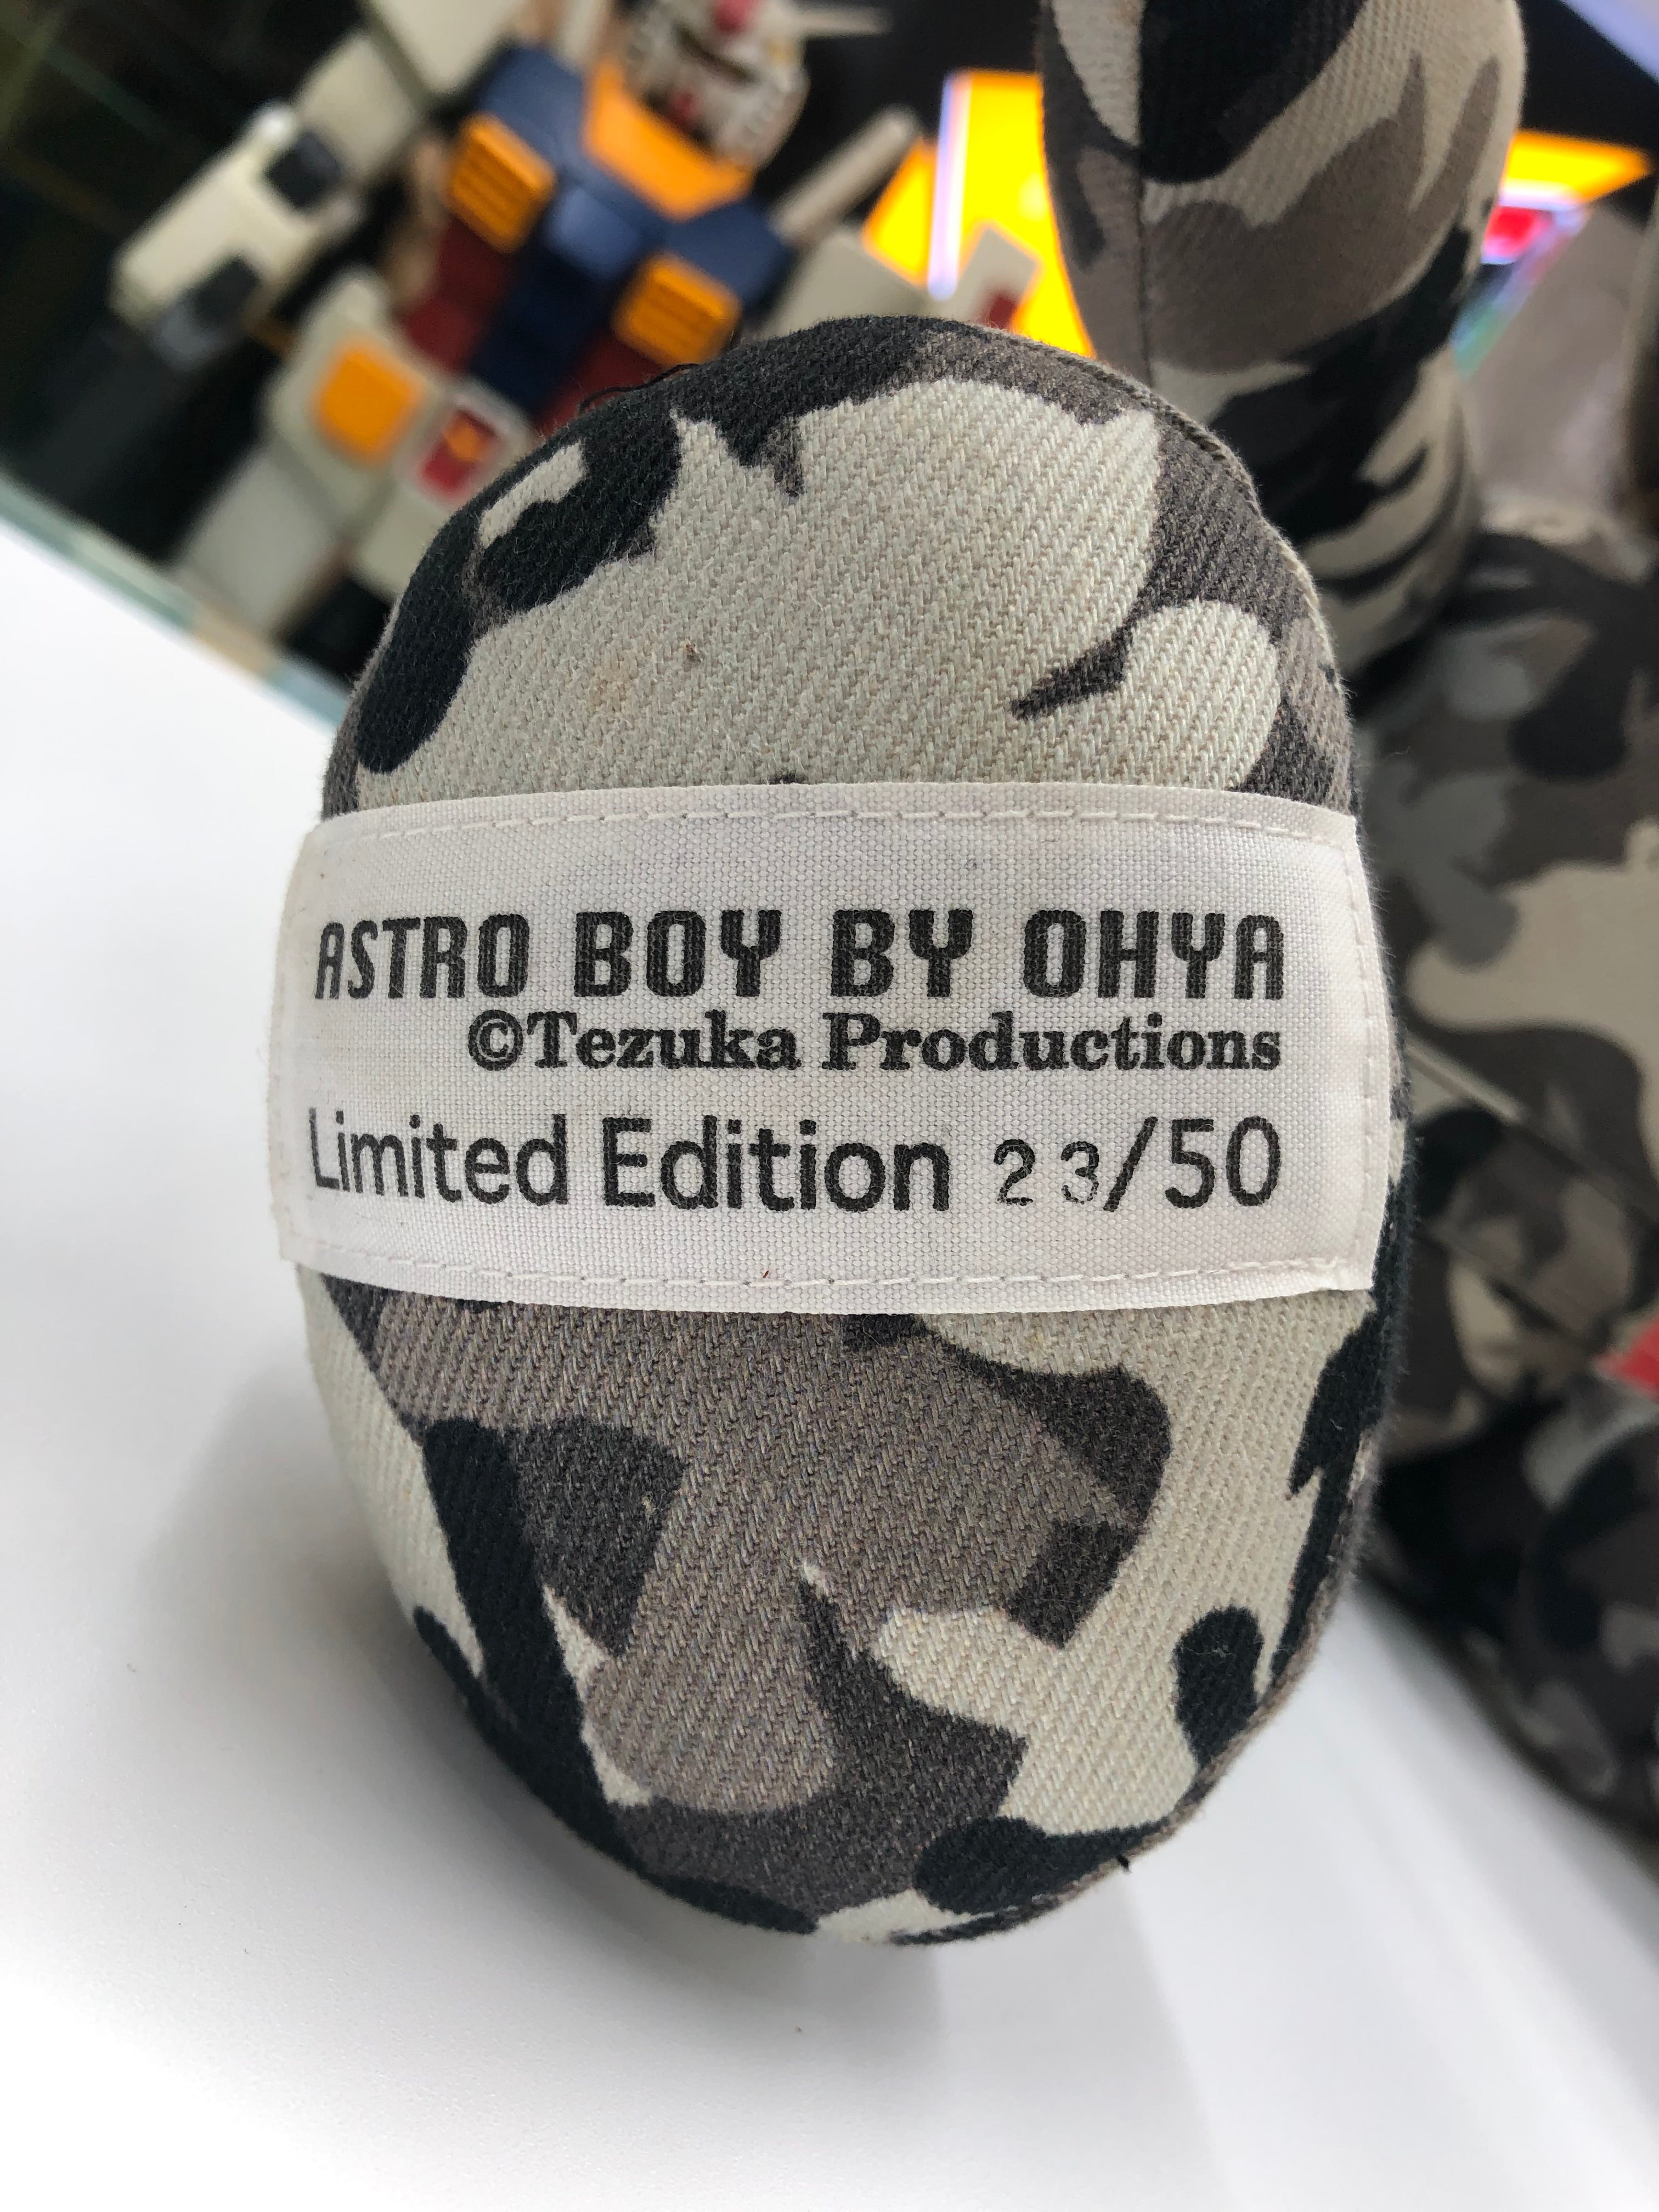 ASTRO BOY BY OHYA
©Tezuka Productions
Limited Edition 23/50